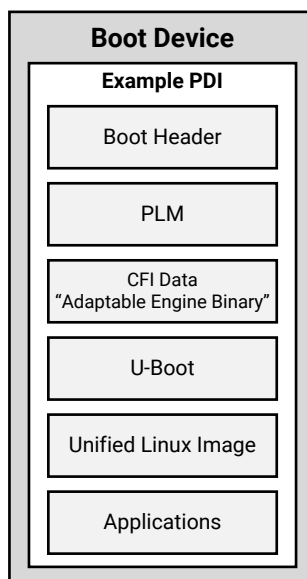 Boot Device
Example PDI
Boot Header
PLM
CFI Data
“Adaptable Engine Binary”
U-Boot
Unified Linux Image
Applications